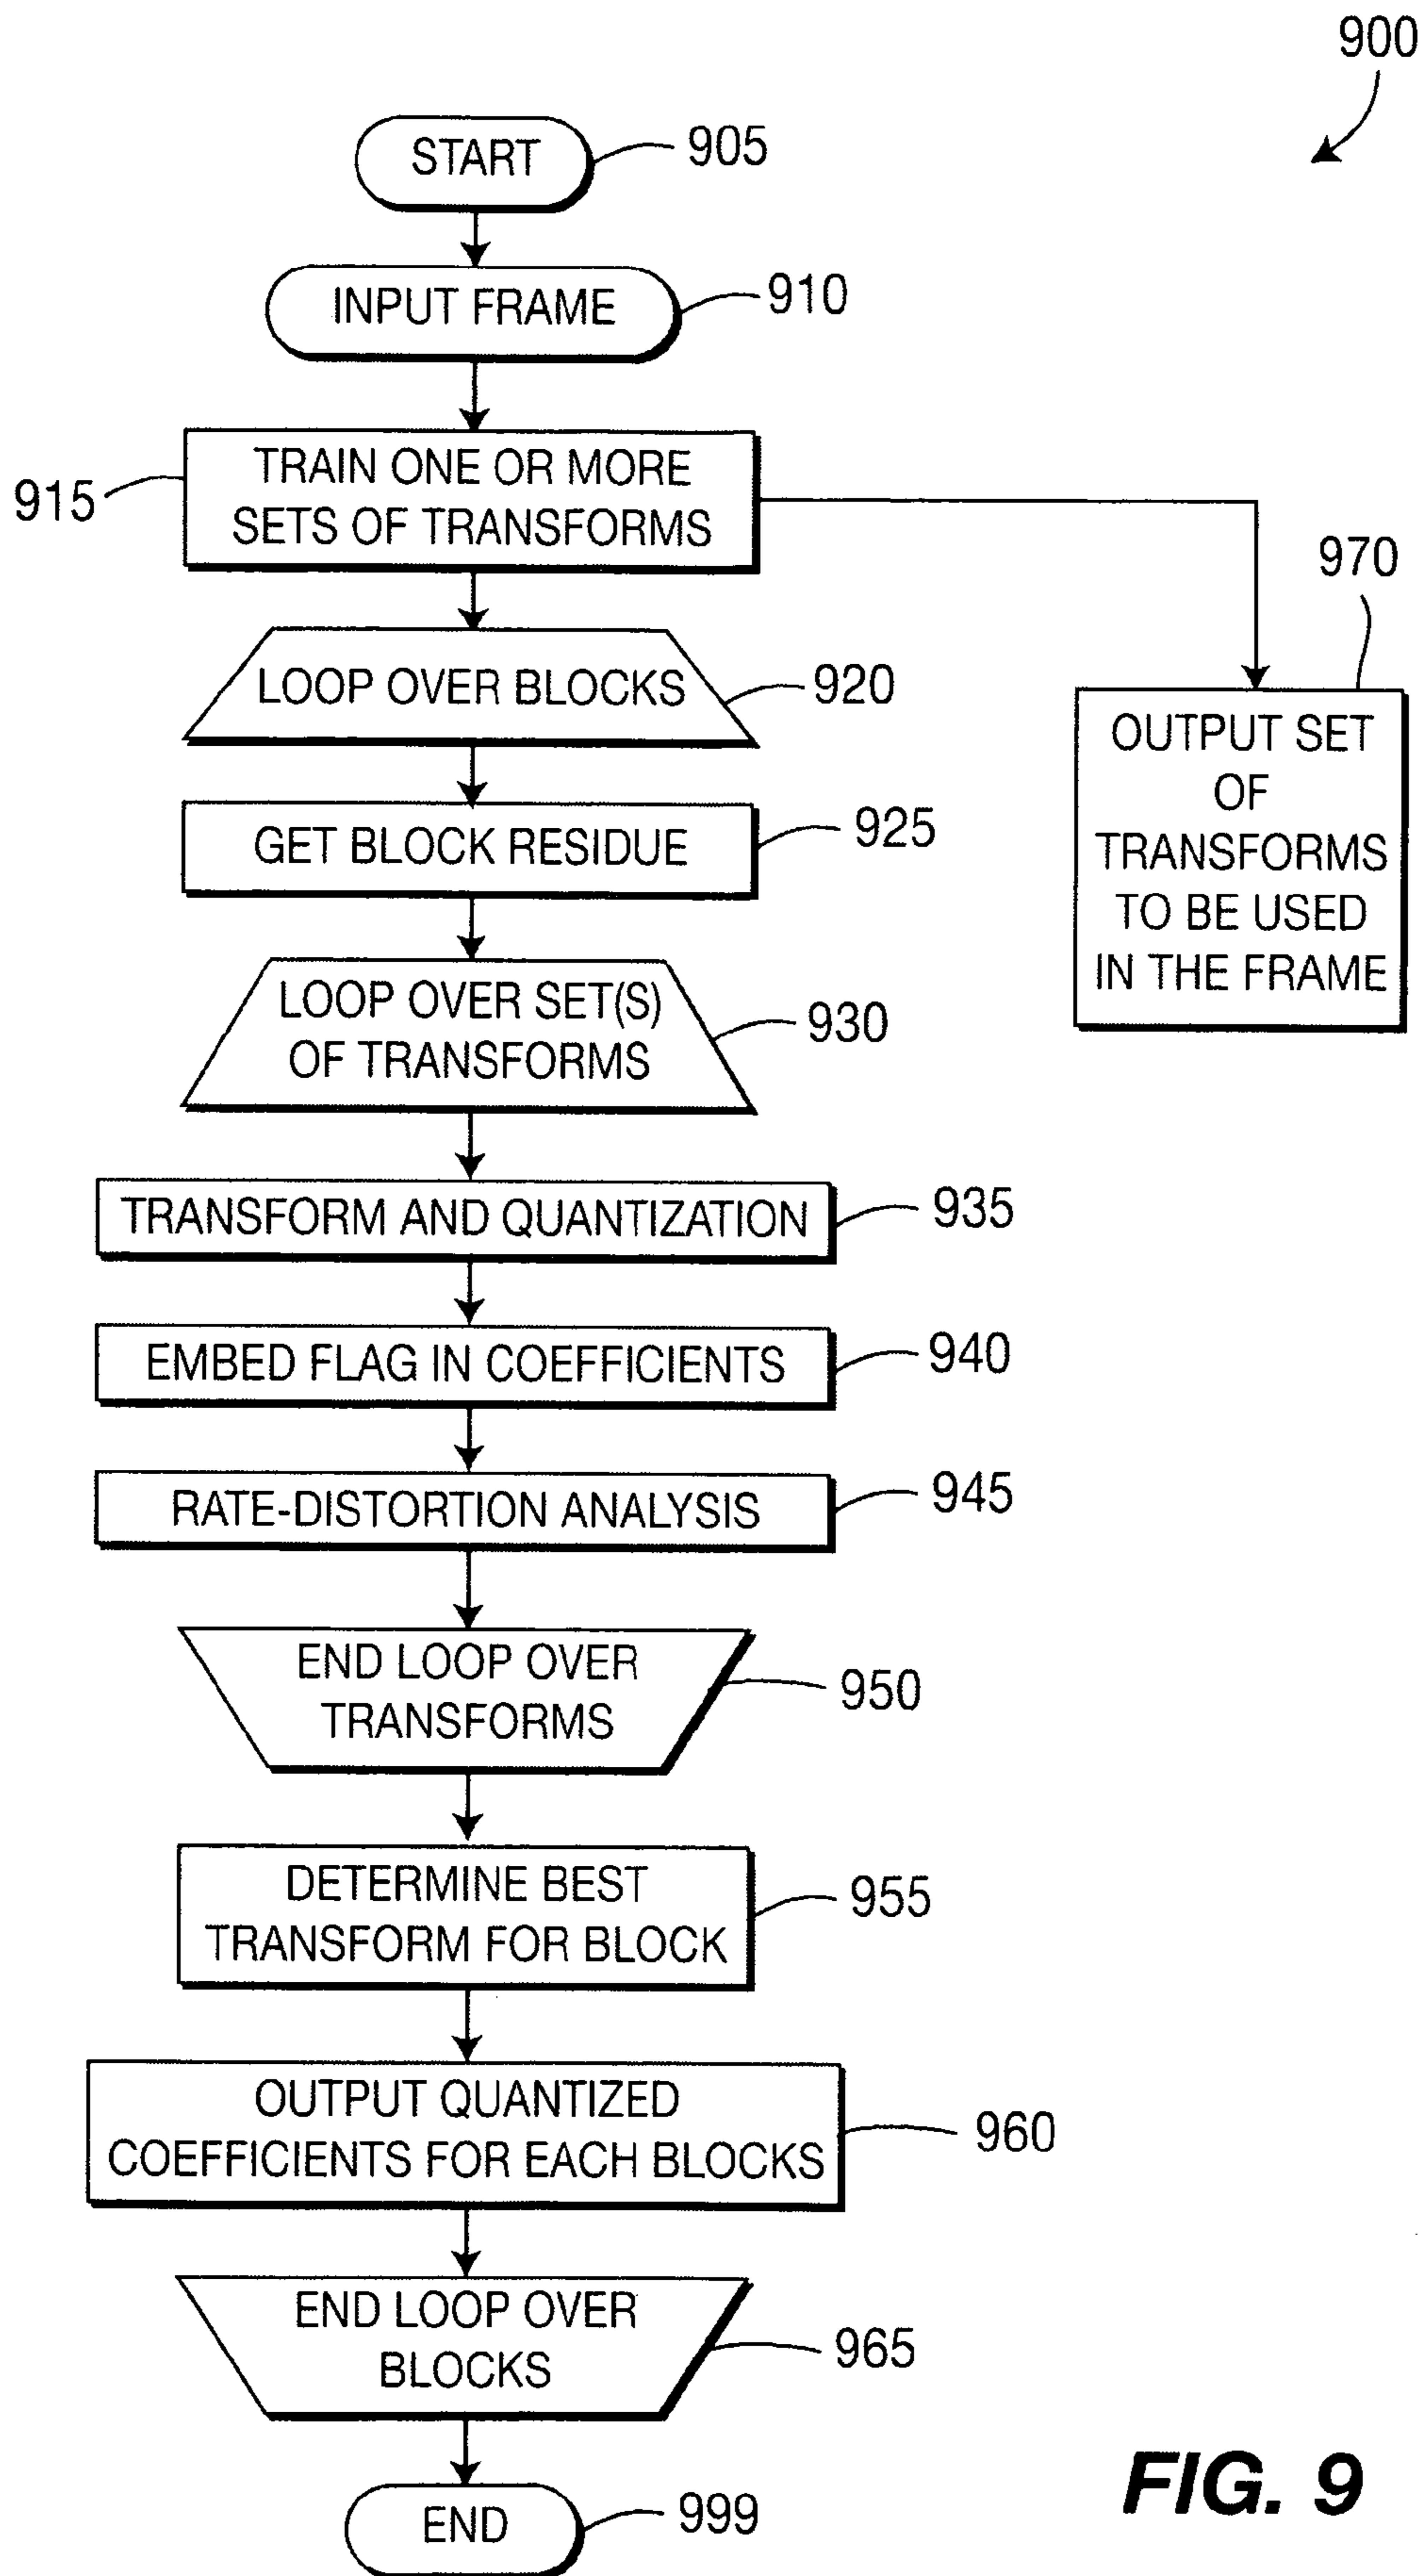 900
START
905
INPUT FRAME
910
TRAIN ONE OR MORE
SETS OF TRANSFORMS
915
970
LOOP OVER BLOCKS
920
OUTPUT SET
OF
TRANSFORMS
TO BE USED
IN THE FRAME
GET BLOCK RESIDUE
925
LOOP OVER SET(S)
OF TRANSFORMS
930
TRANSFORM AND QUANTIZATION
935
EMBED FLAG IN COEFFICIENTS
940
RATE-DISTORTION ANALYSIS
945
END LOOP OVER
TRANSFORMS
950
DETERMINE BEST
TRANSFORM FOR BLOCK
955
OUTPUT QUANTIZED
COEFFICIENTS FOR EACH BLOCKS
960
END LOOP OVER
BLOCKS
965
END
999
FIG. 9